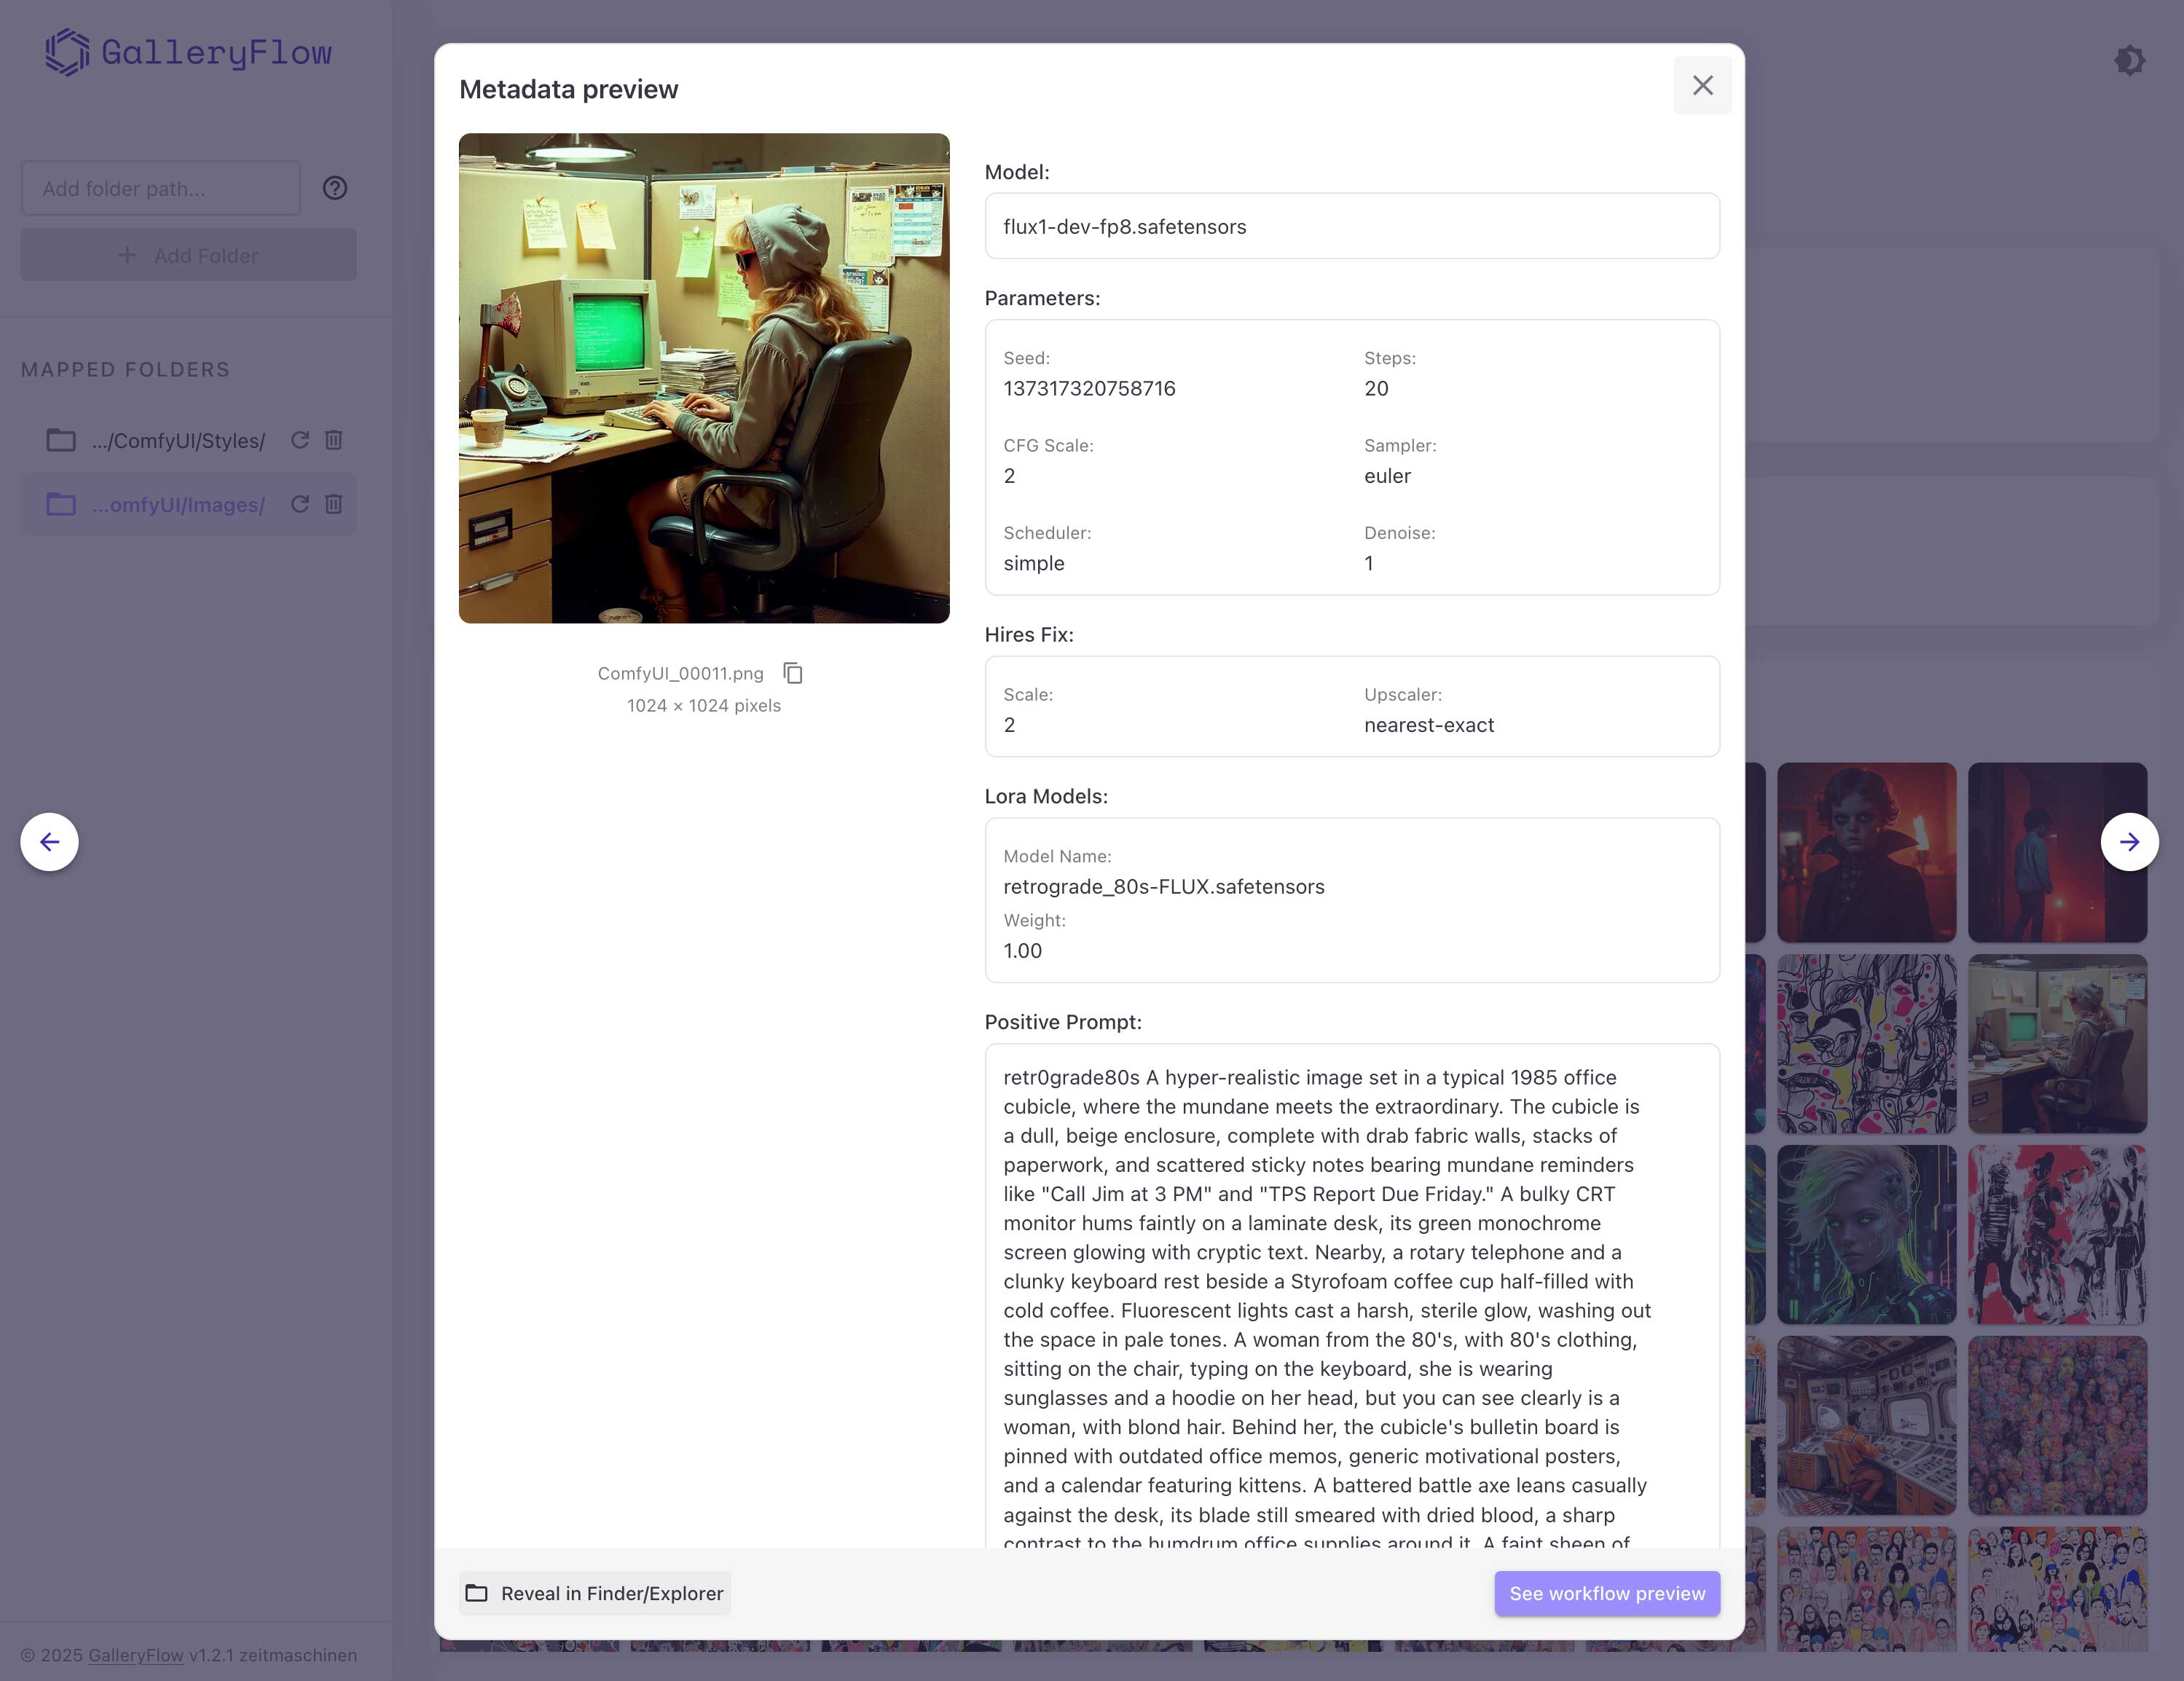 GalleryFlow
Add folder path...
+ Add Folder
MAPPED FOLDERS
.../ComfyUI/Styles/
...omfyUI/Images/
© 2025 GalleryFlow v1.2.1 zeitmaschinen
Metadata preview
ComfyUI_00011.png
1024 × 1024 pixels
Model:
flux1-dev-fp8.safetensors
Parameters:
Seed:
137317320758716
Steps:
20
CFG Scale:
2
Sampler:
euler
Scheduler:
simple
Denoise:
1
Hires Fix:
Scale:
2
Upscaler:
nearest-exact
Lora Models:
Model Name:
retrograde_80s-FLUX.safetensors
Weight:
1.00
Positive Prompt:
retr0grade80s A hyper-realistic image set in a typical 1985 office
cubicle, where the mundane meets the extraordinary. The cubicle is
a dull, beige enclosure, complete with drab fabric walls, stacks of
paperwork, and scattered sticky notes bearing mundane reminders
like "Call Jim at 3 PM" and "TPS Report Due Friday." A bulky CRT
monitor hums faintly on a laminate desk, its green monochrome
screen glowing with cryptic text. Nearby, a rotary telephone and a
clunky keyboard rest beside a Styrofoam coffee cup half-filled with
cold coffee. Fluorescent lights cast a harsh, sterile glow, washing out
the space in pale tones. A woman from the 80's, with 80's clothing,
sitting on the chair, typing on the keyboard, she is wearing
sunglasses and a hoodie on her head, but you can see clearly is a
woman, with blond hair. Behind her, the cubicle's bulletin board is
pinned with outdated office memos, generic motivational posters,
and a calendar featuring kittens. A battered battle axe leans casually
against the desk, its blade still smeared with dried blood, a sharp
contrast to the humdrum office supplies around it. A faint sheen of
Reveal in Finder/Explorer
See workflow preview